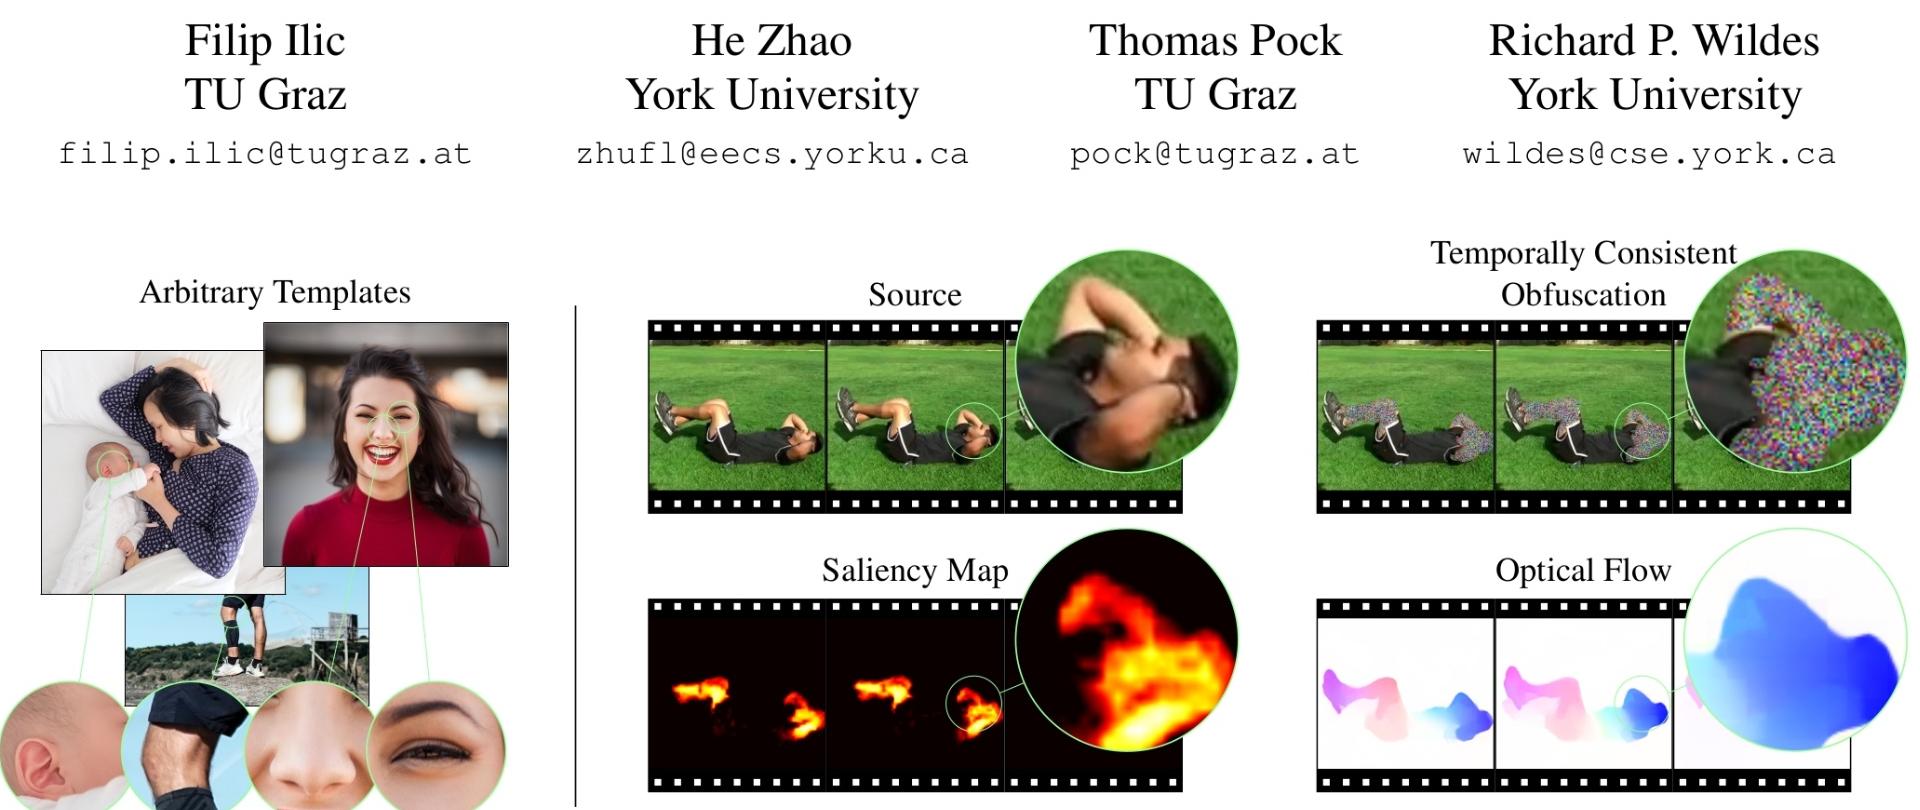 Filip Ilic
TU Graz
filip.ilic@tugraz.at
He Zhao
York University
zhufl@eecs.yorku.ca
Thomas Pock
TU Graz
pock@tugraz.at
Richard P. Wildes
York University
wildes@cse.york.ca
Arbitrary Templates
Source
Temporally Consistent
Obfuscation
Saliency Map
Optical Flow